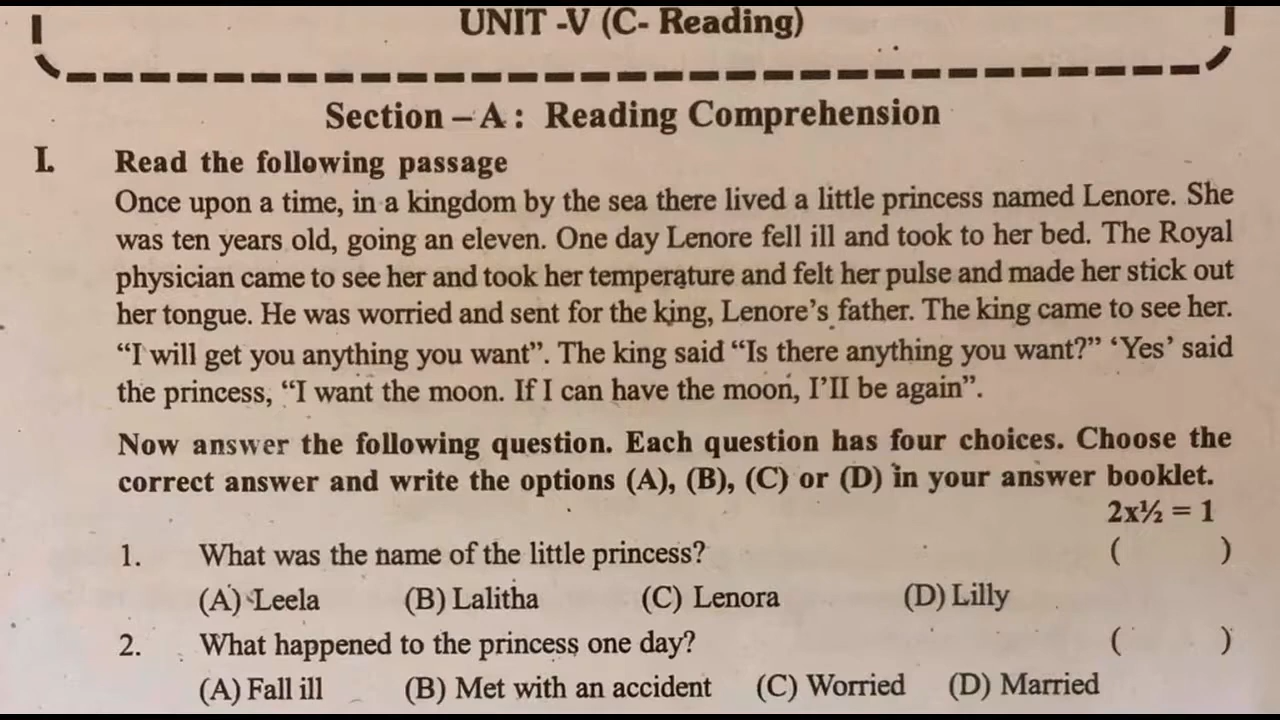 UNIT -V (C- Reading)
Section – A : Reading Comprehension
I. Read the following passage
Once upon a time, in a kingdom by the sea there lived a little princess named Lenore. She
was ten years old, going an eleven. One day Lenore fell ill and took to her bed. The Royal
physician came to see her and took her temperature and felt her pulse and made her stick out
her tongue. He was worried and sent for the king, Lenore's father. The king came to see her.
“I will get you anything you want”. The king said “Is there anything you want?” ‘Yes’ said
the princess, “I want the moon. If I can have the moon, I’II be again”.
Now answer the following question. Each question has four choices. Choose the
correct answer and write the options (A), (B), (C) or (D) in your answer booklet.
2x½ = 1
1. What was the name of the little princess? ( )
(A) Leela (B) Lalitha (C) Lenora (D) Lilly
2. What happened to the princess one day? ( )
(A) Fall ill (B) Met with an accident (C) Worried (D) Married